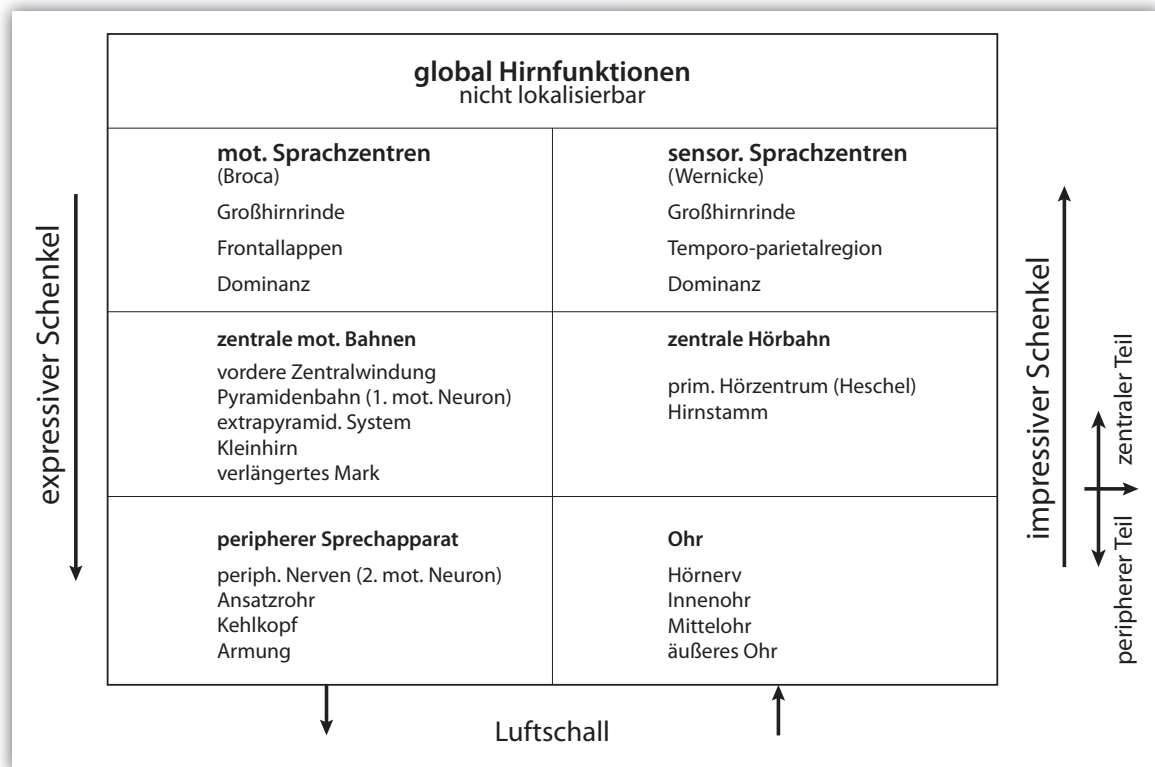 global Hirnfunktionen
nicht lokalisierbar
expressiver Schenkel
mot. Sprachzentren
(Broca)
Großhirnrinde
Frontallappen
Dominanz
sensor. Sprachzentren
(Wernicke)
Großhirnrinde
Temporo-parietalregion
Dominanz
zentrale mot. Bahnen
vordere Zentralwindung
Pyramidenbahn (1. mot. Neuron)
extrapyramid. System
Kleinhirn
verlängertes Mark
zentrale Hörbahn
prim. Hörzentrum (Heschel)
Hirnstamm
peripherer Sprechapparat
periph. Nerven (2. mot. Neuron)
Ansatzrohr
Kehlkopf
Armung
Ohr
Hörnerv
Innenohr
Mittelohr
äußeres Ohr
impressiver Schenkel
zentraler Teil
peripherer Teil
Luftschall